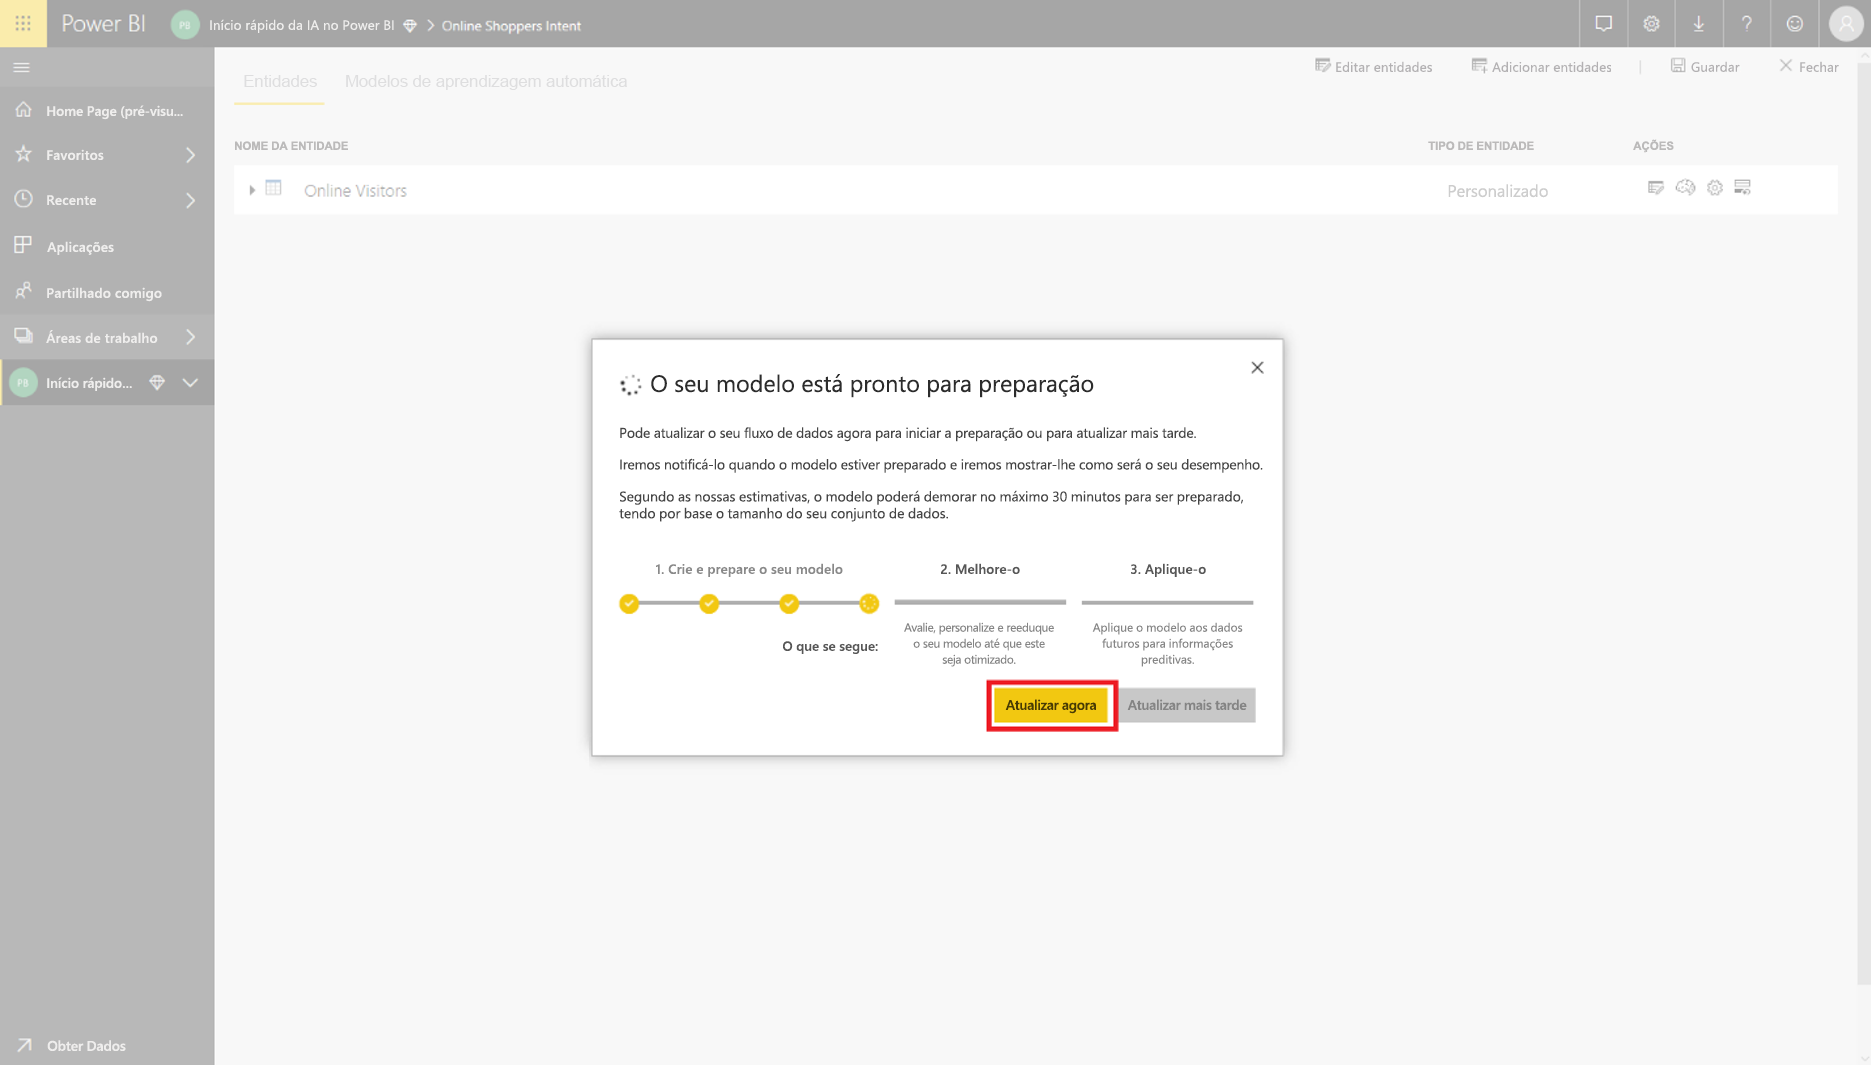 Power BI
PB
Início rápido da IA no Power BI
Online Shoppers Intent
?
Entidades
Modelos de aprendizagem automática
Editar entidades
Adicionar entidades
Guardar
Fechar
Home Page (pré-visu...
Favoritos
Recente
Aplicações
Partilhado comigo
Áreas de trabalho
PB
Início rápido...
Obter Dados
NOME DA ENTIDADE
TIPO DE ENTIDADE
AÇÕES
Online Visitors
Personalizado
O seu modelo está pronto para preparação
Pode atualizar o seu fluxo de dados agora para iniciar a preparação ou para atualizar mais tarde.
Iremos notificá-lo quando o modelo estiver preparado e iremos mostrar-lhe como será o seu desempenho.
Segundo as nossas estimativas, o modelo poderá demorar no máximo 30 minutos para ser preparado,
tendo por base o tamanho do seu conjunto de dados.
1. Crie e prepare o seu modelo
2. Melhore-o
3. Aplique-o
O que se segue:
Avalie, personalize e reeduque
o seu modelo até que este
seja otimizado.
Aplique o modelo aos dados
futuros para informações
preditivas.
Atualizar agora
Atualizar mais tarde